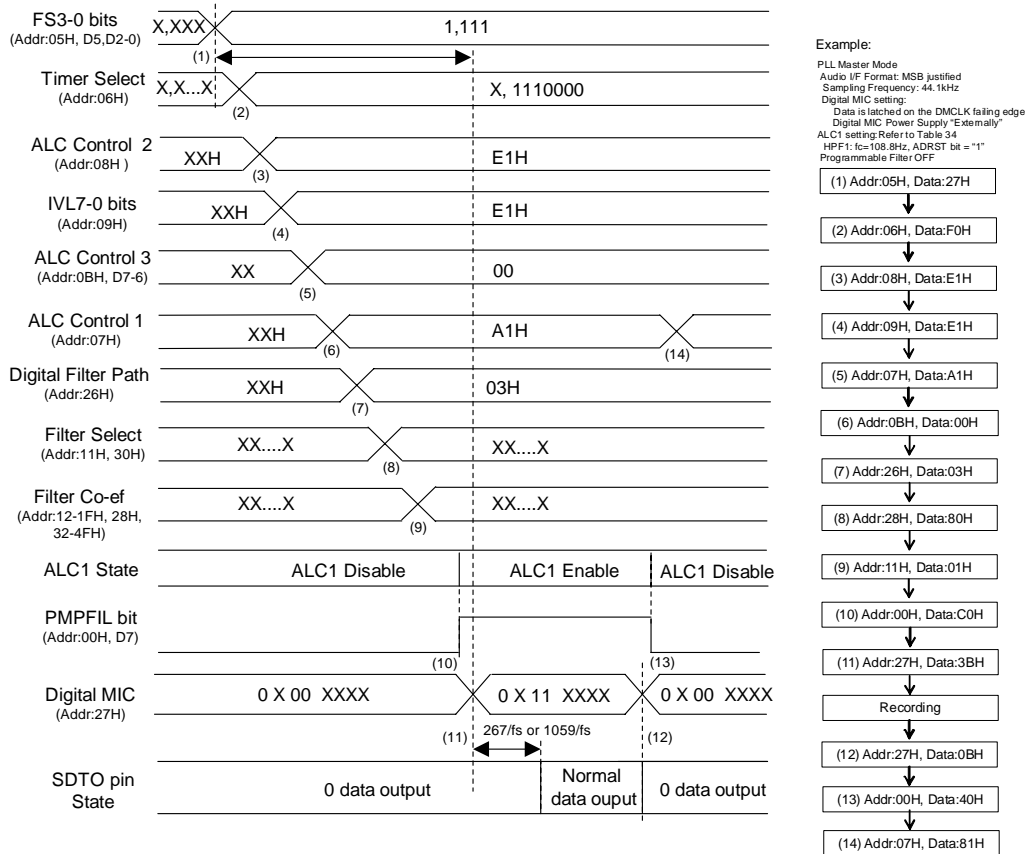 FS3-0 bits
(Addr:05H, D5,D2-0)
X,XXX
1,111
(1)
Timer Select
(Addr:06H)
X,X...X
X, 1110000
(2)
ALC Control 2
(Addr:08H )
XXH
E1H
(3)
IVL7-0 bits
(Addr:09H)
XXH
E1H
(4)
ALC Control 3
(Addr:0BH, D7-6)
XX
00
(5)
ALC Control 1
(Addr:07H)
XXH
A1H
(6)
(14)
Digital Filter Path
(Addr:26H)
XXH
03H
(7)
Filter Select
(Addr:11H, 30H)
XX....X
XX....X
(8)
Filter Co-ef
(Addr:12-1FH, 28H,
32-4FH)
XX....X
XX....X
(9)
ALC1 State
ALC1 Disable
ALC1 Enable
ALC1 Disable
PMPFIL bit
(Addr:00H, D7)
(10)
(13)
Digital MIC
(Addr:27H)
0 X 00 XXXX
0 X 11 XXXX
0 X 00 XXXX
(11)
267/fs or 1059/fs
(12)
SDTO pin
State
0 data output
Normal
data ouput
0 data output
Example:
PLL Master Mode
Audio I/F Format: MSB justified
Sampling Frequency: 44.1kHz
Digital MIC setting:
Data is latched on the DMCLK failing edge
Digital MIC Power Supply “Externally”
ALC1 setting:Refer to Table 34
HPF1: fc=108.8Hz, ADRST bit = “1”
Programmable Filter OFF
(1) Addr:05H, Data:27H
(2) Addr:06H, Data:F0H
(3) Addr:08H, Data:E1H
(4) Addr:09H, Data:E1H
(5) Addr:07H, Data:A1H
(6) Addr:0BH, Data:00H
(7) Addr:26H, Data:03H
(8) Addr:28H, Data:80H
(9) Addr:11H, Data:01H
(10) Addr:00H, Data:C0H
(11) Addr:27H, Data:3BH
Recording
(12) Addr:27H, Data:0BH
(13) Addr:00H, Data:40H
(14) Addr:07H, Data:81H